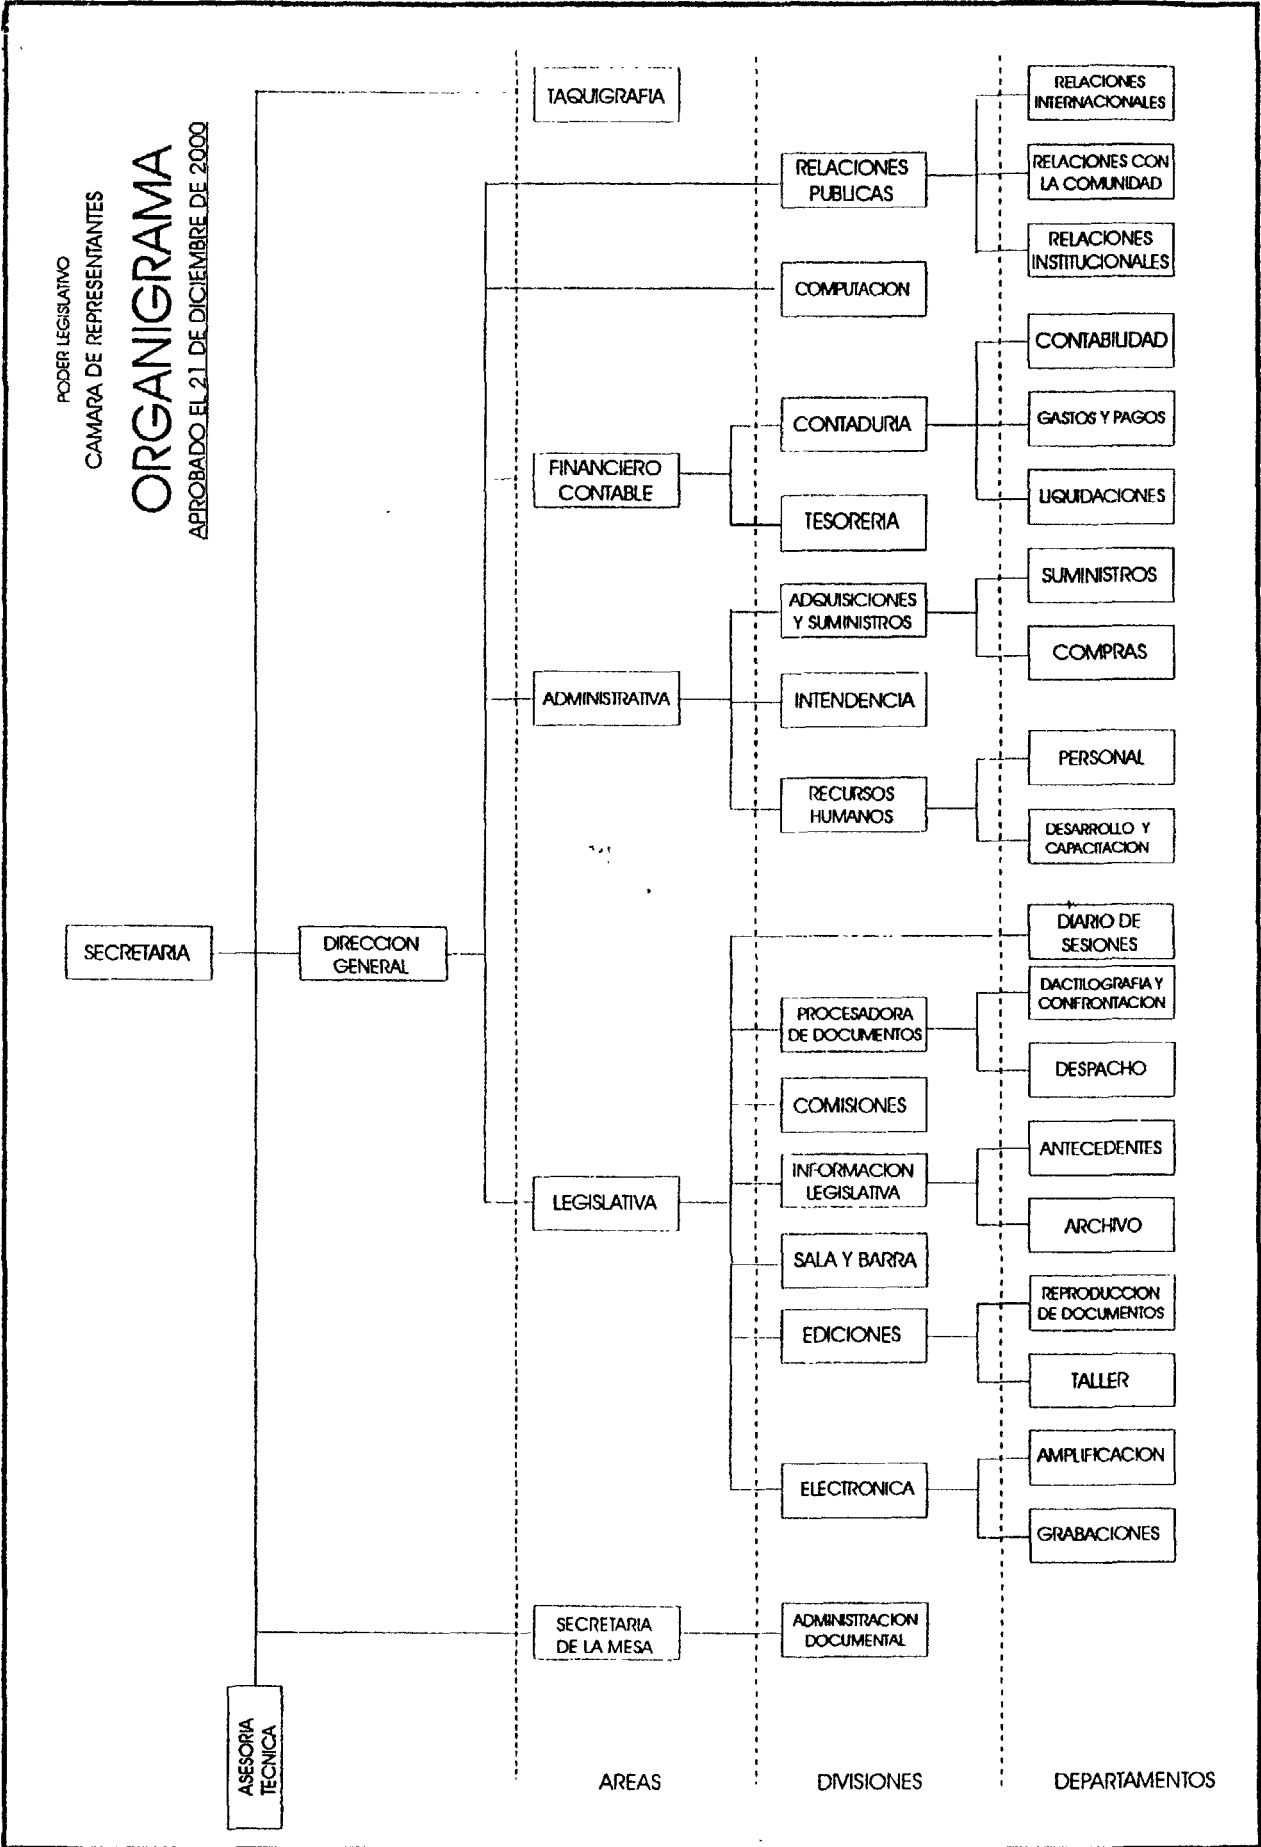 PODER LEGISLATIVO
CAMARA DE REPRESENTANTES
ORGANIGRAMA
APROBADO EL 21 DE DICIEMBRE DE 2000
SECRETARIA
DIRECCION
GENERAL
ASESORIA
TECNICA
TAQUIGRAFIA
FINANCIERO
CONTABLE
ADMINISTRATIVA
LEGISLATIVA
SECRETARIA
DE LA MESA
AREAS
RELACIONES
PUBLICAS
COMPUTACION
CONTADURIA
TESORERIA
ADQUISICIONES
Y SUMINISTROS
INTENDENCIA
RECURSOS
HUMANOS
PROCESADORA
DE DOCUMENTOS
COMISIONES
INFORMACION
LEGISLATIVA
SALA Y BARRA
EDICIONES
ELECTRONICA
ADMINISTRACION
DOCUMENTAL
DIVISIONES
RELACIONES
INTERNACIONALES
RELACIONES CON
LA COMUNIDAD
RELACIONES
INSTITUCIONALES
CONTABILIDAD
GASTOS Y PAGOS
LIQUIDACIONES
SUMINISTROS
COMPRAS
PERSONAL
DESARROLLO Y
CAPACITACION
DIARIO DE
SESIONES
DACTILOGRAFIA Y
CONFRONTACION
DESPACHO
ANTECEDENTES
ARCHIVO
REPRODUCCION
DE DOCUMENTOS
TALLER
AMPLIFICACION
GRABACIONES
DEPARTAMENTOS